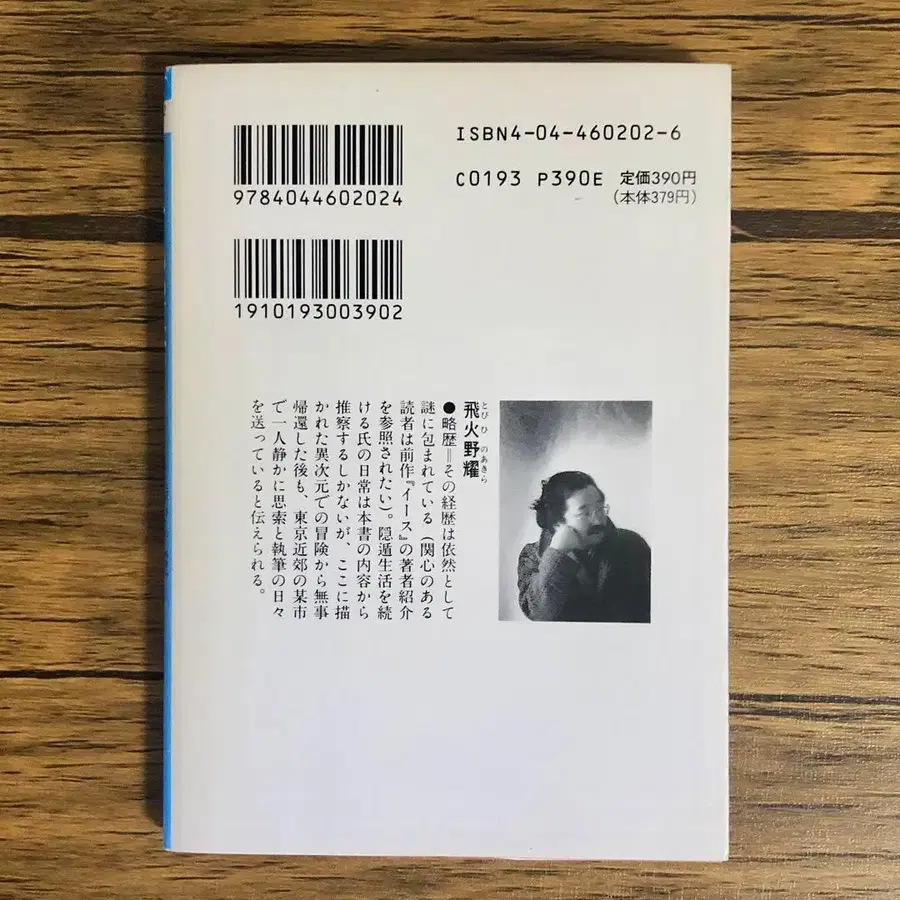 ISBN4-04-460202-6
C0193 P390E 定価390円
(本体379円)
9784044602024
1910193003902
とびひ のあきら
飛火野耀
●略歴=その経歴は依然として
謎に包まれている(関心のある
読者は前作『イース』の著者紹介
を参照されたい)。隠遁生活を続
ける氏の日常は本書の内容から
推察するしかないが、ここに描
かれた異次元での冒険から無事
帰還した後も、東京近郊の某市
で一人静かに思索と執筆の日々
を送っていると伝えられる。